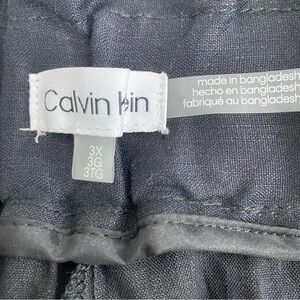 Calvin Klein
3X
3G
3TG
made in bangladesh
hecho en bangladesh
fabriqué au bangladesh